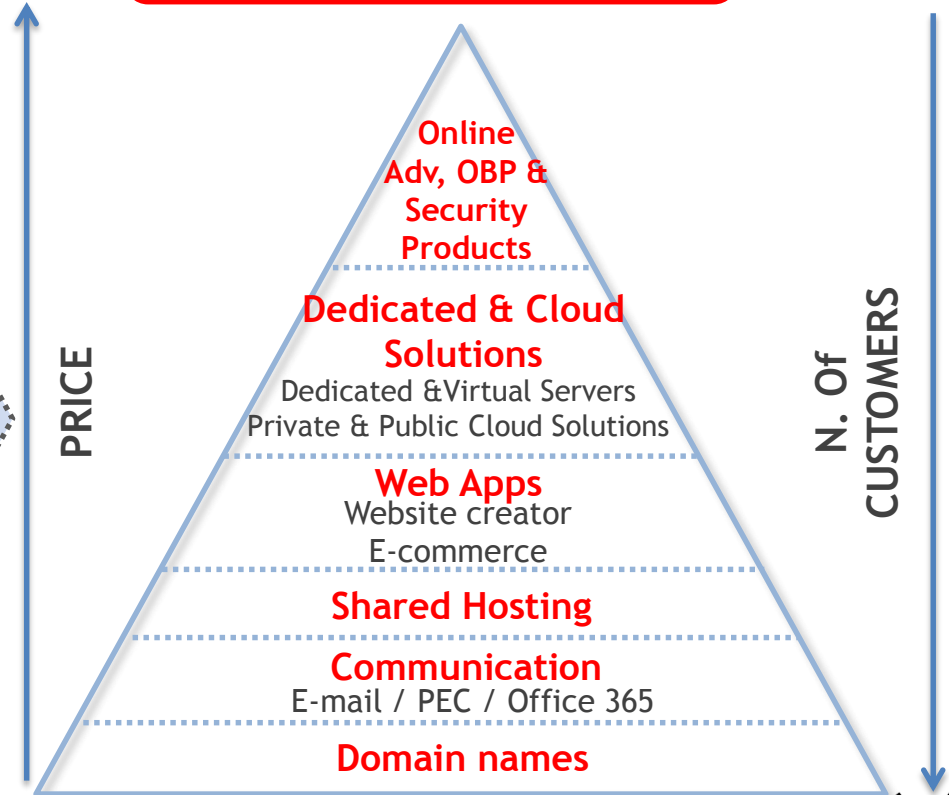 Online
Adv, OBP &
Security
Products
Dedicated & Cloud
Solutions
Dedicated &Virtual Servers
Private & Public Cloud Solutions
Web Apps
Website creator
E-commerce
Shared Hosting
Communication
E-mail / PEC / Office 365
Domain names
PRICE
N. Of
CUSTOMERS